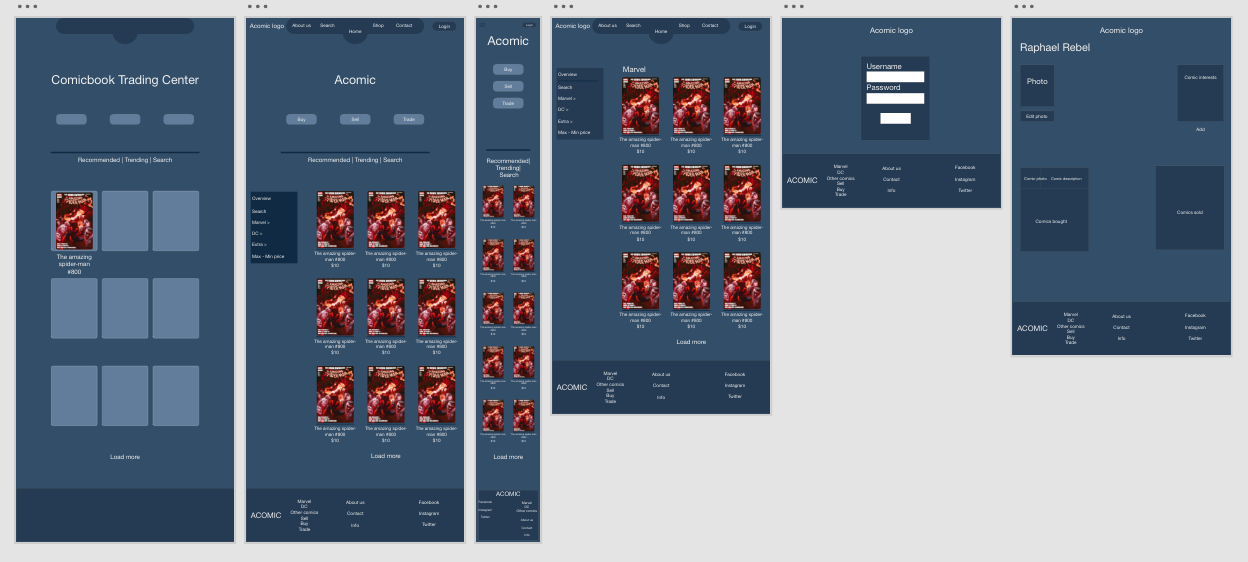 Comicbook Trading Center
Recommended | Trending | Search
The amazing
spider-man
#800
Load more
Acomic logo
About us
Search
Home
Shop
Contact
Login
Acomic
Buy
Sell
Trade
Recommended | Trending | Search
Overview
Search
Marvel >
DC >
Extra >
Max - Min price
The amazing spider-
man #800
$10
The amazing spider-
man #800
$10
The amazing spider-
man #800
$10
The amazing spider-
man #800
$10
The amazing spider-
man #800
$10
The amazing spider-
man #800
$10
The amazing spider-
man #800
$10
The amazing spider-
man #800
$10
The amazing spider-
man #800
$10
Load more
ACOMIC
Marvel
DC
Other comics
Sell
Buy
Trade
About us
Contact
Info
Facebook
Instagram
Twitter
Acomic
Buy
Sell
Trade
Recommended|
Trending|
Search
Load more
ACOMIC
Facebook
Instagram
Twitter
Marvel
DC
Other comics
About us
Contact
Info
Acomic logo
About us
Search
Home
Shop
Contact
Login
Overview
Search
Marvel >
DC >
Extra >
Max - Min price
Marvel
The amazing spider-
man #800
$10
The amazing spider-
man #800
$10
The amazing spider-
man #800
$10
The amazing spider-
man #800
$10
The amazing spider-
man #800
$10
The amazing spider-
man #800
$10
The amazing spider-
man #800
$10
The amazing spider-
man #800
$10
The amazing spider-
man #800
$10
Load more
ACOMIC
Marvel
DC
Other comics
Sell
Buy
Trade
About us
Contact
Info
Facebook
Instagram
Twitter
Acomic logo
Username
Password
ACOMIC
Marvel
DC
Other comics
Sell
Buy
Trade
About us
Contact
Info
Facebook
Instagram
Twitter
Acomic logo
Raphael Rebel
Photo
Edit photo
Comic interests
Add
Comic photo
Comic description
Comics bought
Comics sold
ACOMIC
Marvel
DC
Other comics
Sell
Buy
Trade
About us
Contact
Info
Facebook
Instagram
Twitter